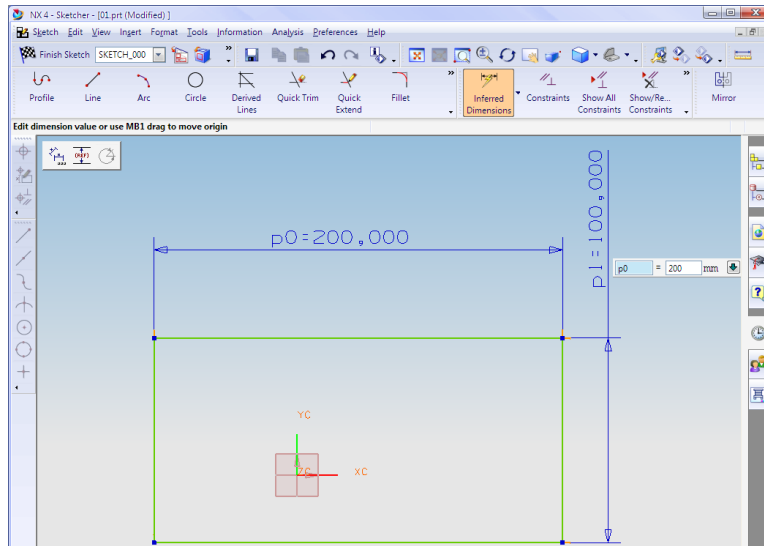 NX 4 - Sketcher - [01.prt (Modified) ]
Sketch Edit View Insert Format Tools Information Analysis Preferences Help
Finish Sketch SKETCH_000
Profile Line Arc Circle Derived Lines Quick Trim Quick Extend Fillet Inferred Dimensions Constraints Show All Constraints Show/Re... Constraints Mirror
Edit dimension value or use MB1 drag to move origin
(REF)
p0=200,000
p1=100,000
p0 = 200 mm
YC
XC